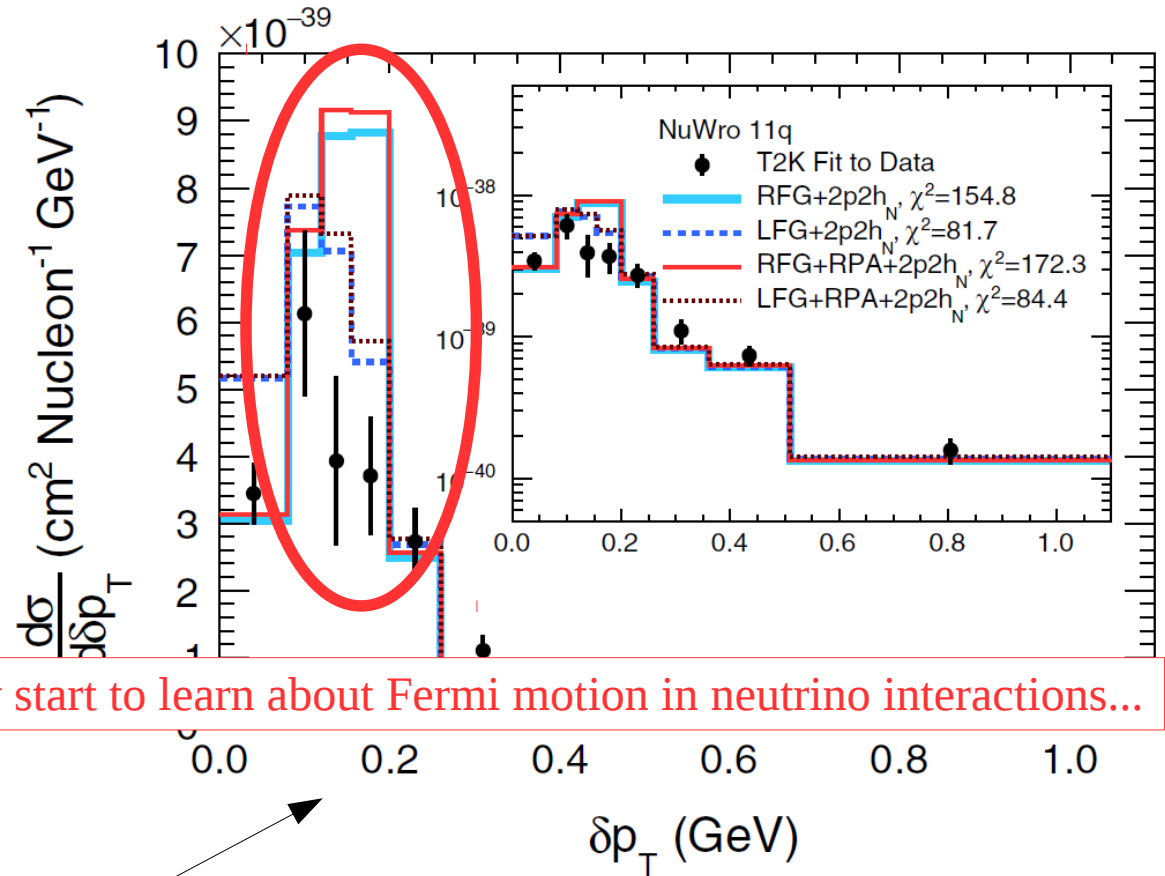 ×10⁻³⁹
10
9
8
7
6
5
4
3
2
1
dσ/dδp_T (cm² Nucleon⁻¹ GeV⁻¹)
NuWro 11q
T2K Fit to Data
RFG+2p2h_N, χ²=154.8
LFG+2p2h_N, χ²=81.7
RFG+RPA+2p2h_N, χ²=172.3
LFG+RPA+2p2h_N, χ²=84.4
10⁻³⁸
10⁻³⁹
10⁻⁴⁰
0.0 0.2 0.4 0.6 0.8 1.0
start to learn about Fermi motion in neutrino interactions...
0.0 0.2 0.4 0.6 0.8 1.0
δp_T (GeV)